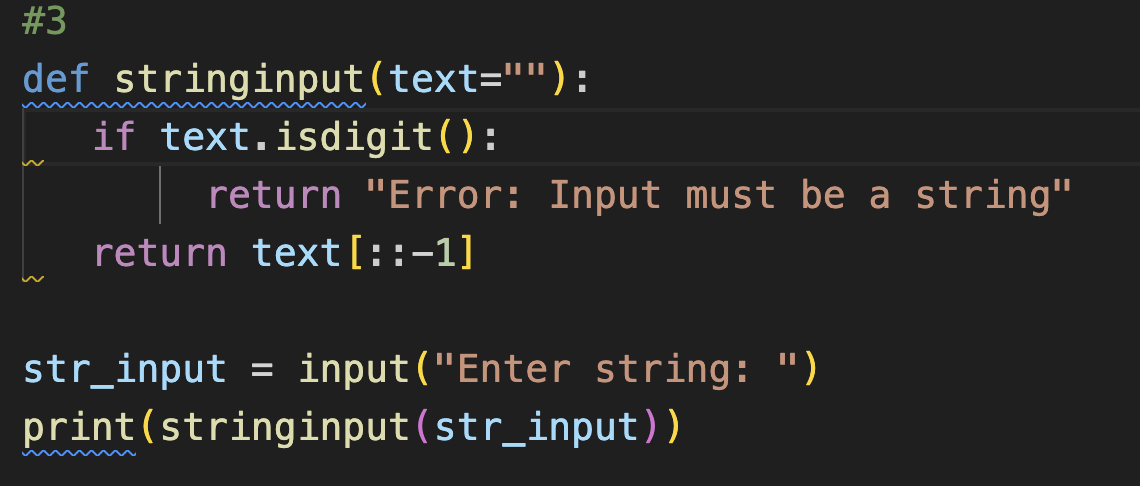 #3
def stringinput(text=""):
   if text.isdigit():
        return "Error: Input must be a string"
   return text[::-1]

str_input = input("Enter string: ")
print(stringinput(str_input))